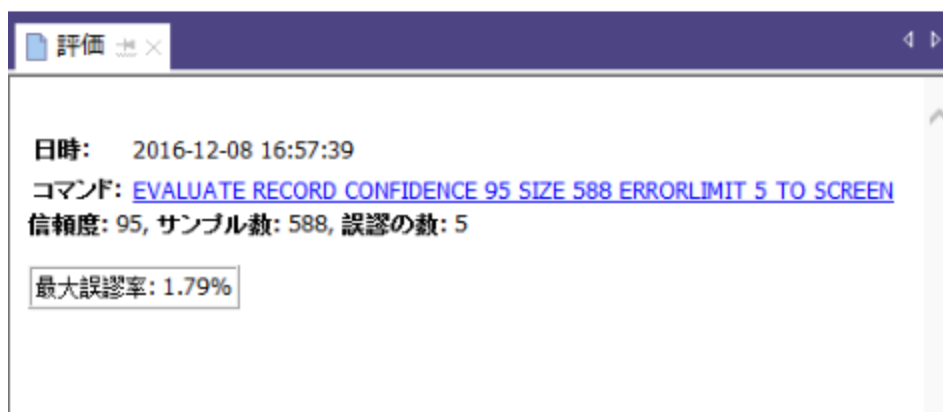 評価
日時: 2016-12-08 16:57:39
コマンド: EVALUATE RECORD CONFIDENCE 95 SIZE 588 ERRORLIMIT 5 TO SCREEN
信頼度: 95, サンプル数: 588, 誤謬の数: 5
最大誤謬率: 1.79%